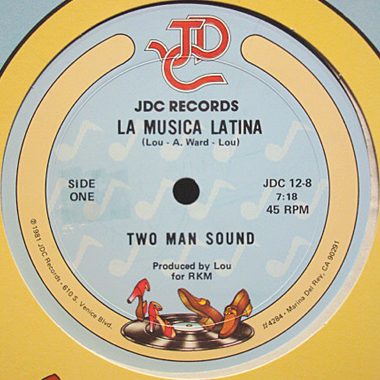 JDC
JDC RECORDS
LA MUSICA LATINA
(Lou - A. Ward - Lou)
SIDE
ONE
JDC 12-8
7:18
45 RPM
TWO MAN SOUND
Produced by Lou
for RKM
℗ 1981 JDC Records - 610 S. Venice Blvd.
#4284 - Marina Del Rey, CA 90291